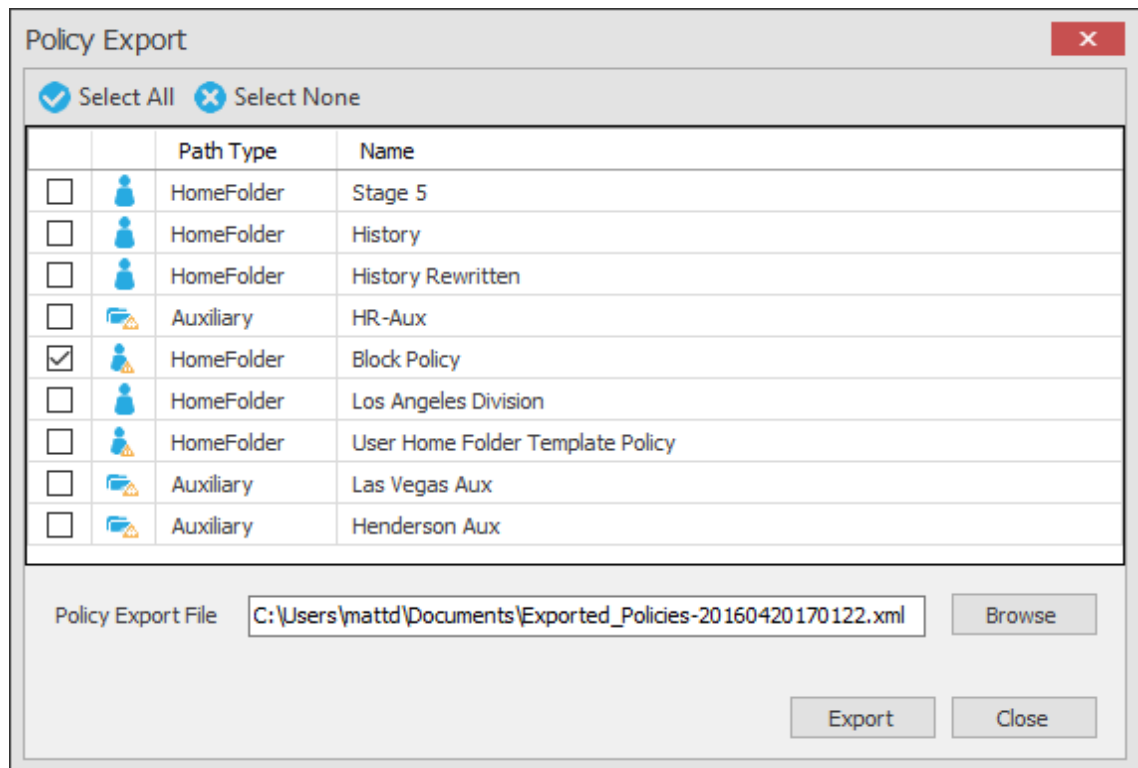 Policy Export
Select All Select None
Path Type Name
HomeFolder Stage 5
HomeFolder History
HomeFolder History Rewritten
Auxiliary HR-Aux
HomeFolder Block Policy
HomeFolder Los Angeles Division
HomeFolder User Home Folder Template Policy
Auxiliary Las Vegas Aux
Auxiliary Henderson Aux
Policy Export File C:\Users\mattd\Documents\Exported_Policies-20160420170122.xml Browse
Export Close